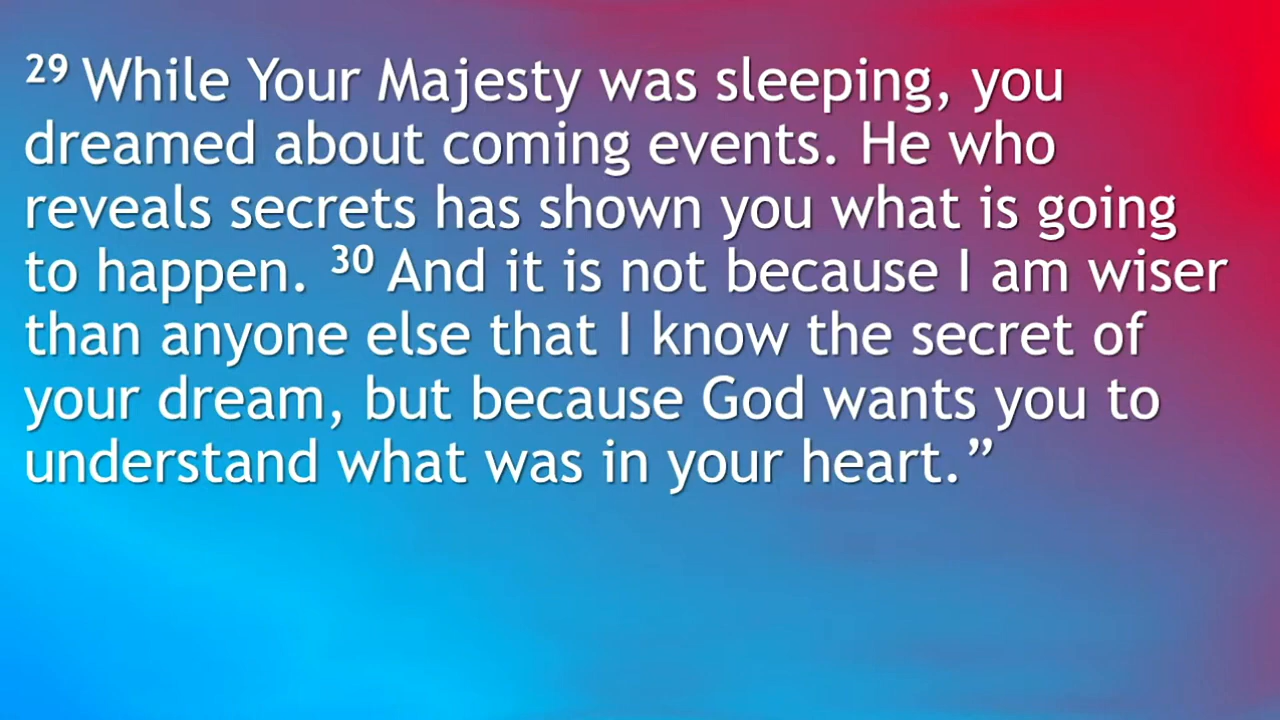 29 While Your Majesty was sleeping, you
dreamed about coming events. He who
reveals secrets has shown you what is going
to happen. 30 And it is not because I am wiser
than anyone else that I know the secret of
your dream, but because God wants you to
understand what was in your heart.”